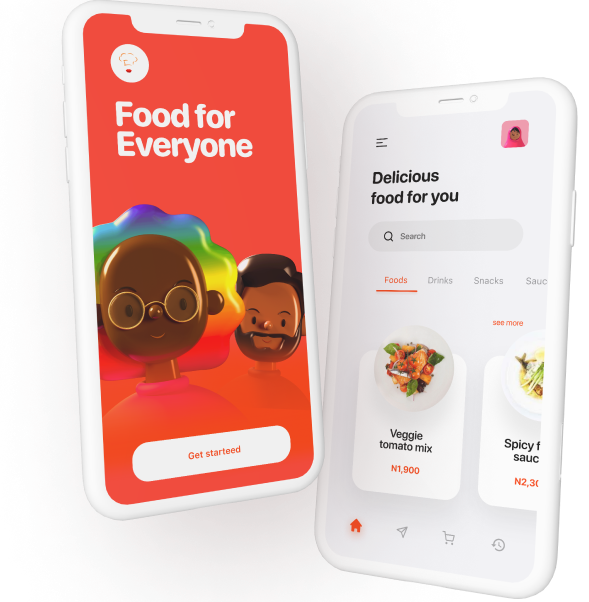 Food for
Everyone
Get starteed
Delicious
food for you
Search
Foods Drinks Snacks Sauc
see more
Veggie
tomato mix
N1,900
Spicy f
sauc
N2,30